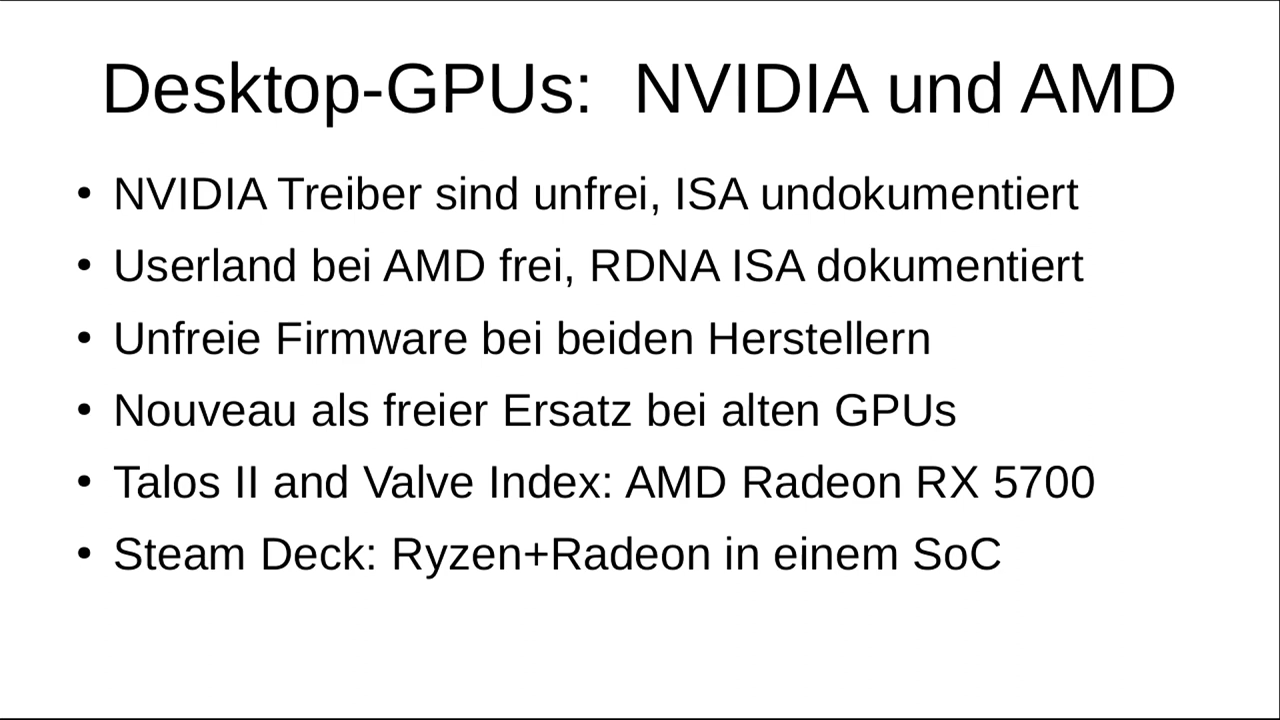 Desktop-GPUs:  NVIDIA und AMD
• NVIDIA Treiber sind unfrei, ISA undokumentiert
• Userland bei AMD frei, RDNA ISA dokumentiert
• Unfreie Firmware bei beiden Herstellern
• Nouveau als freier Ersatz bei alten GPUs
• Talos II and Valve Index: AMD Radeon RX 5700
• Steam Deck: Ryzen+Radeon in einem SoC